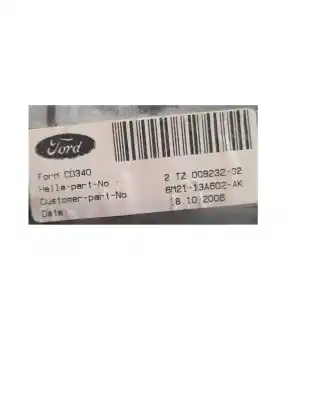 Ford
Ford CD340
Hella-part-No. 2 TZ 009232-02
Customer-part-No 6M21-13A602-AK
Date 18.10.2006